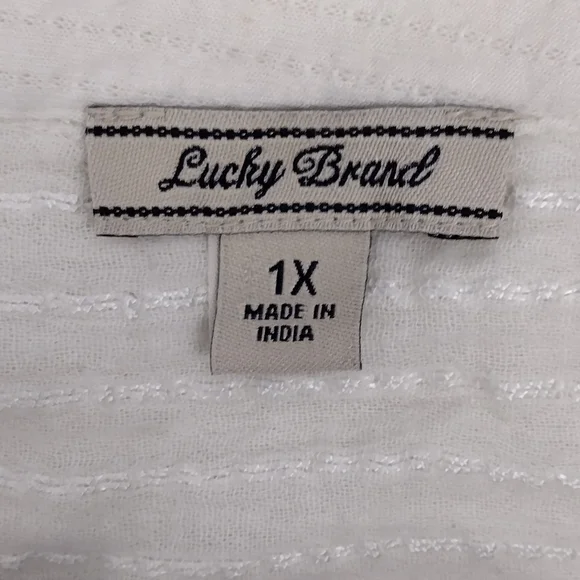 Lucky Brand
1X
MADE IN
INDIA